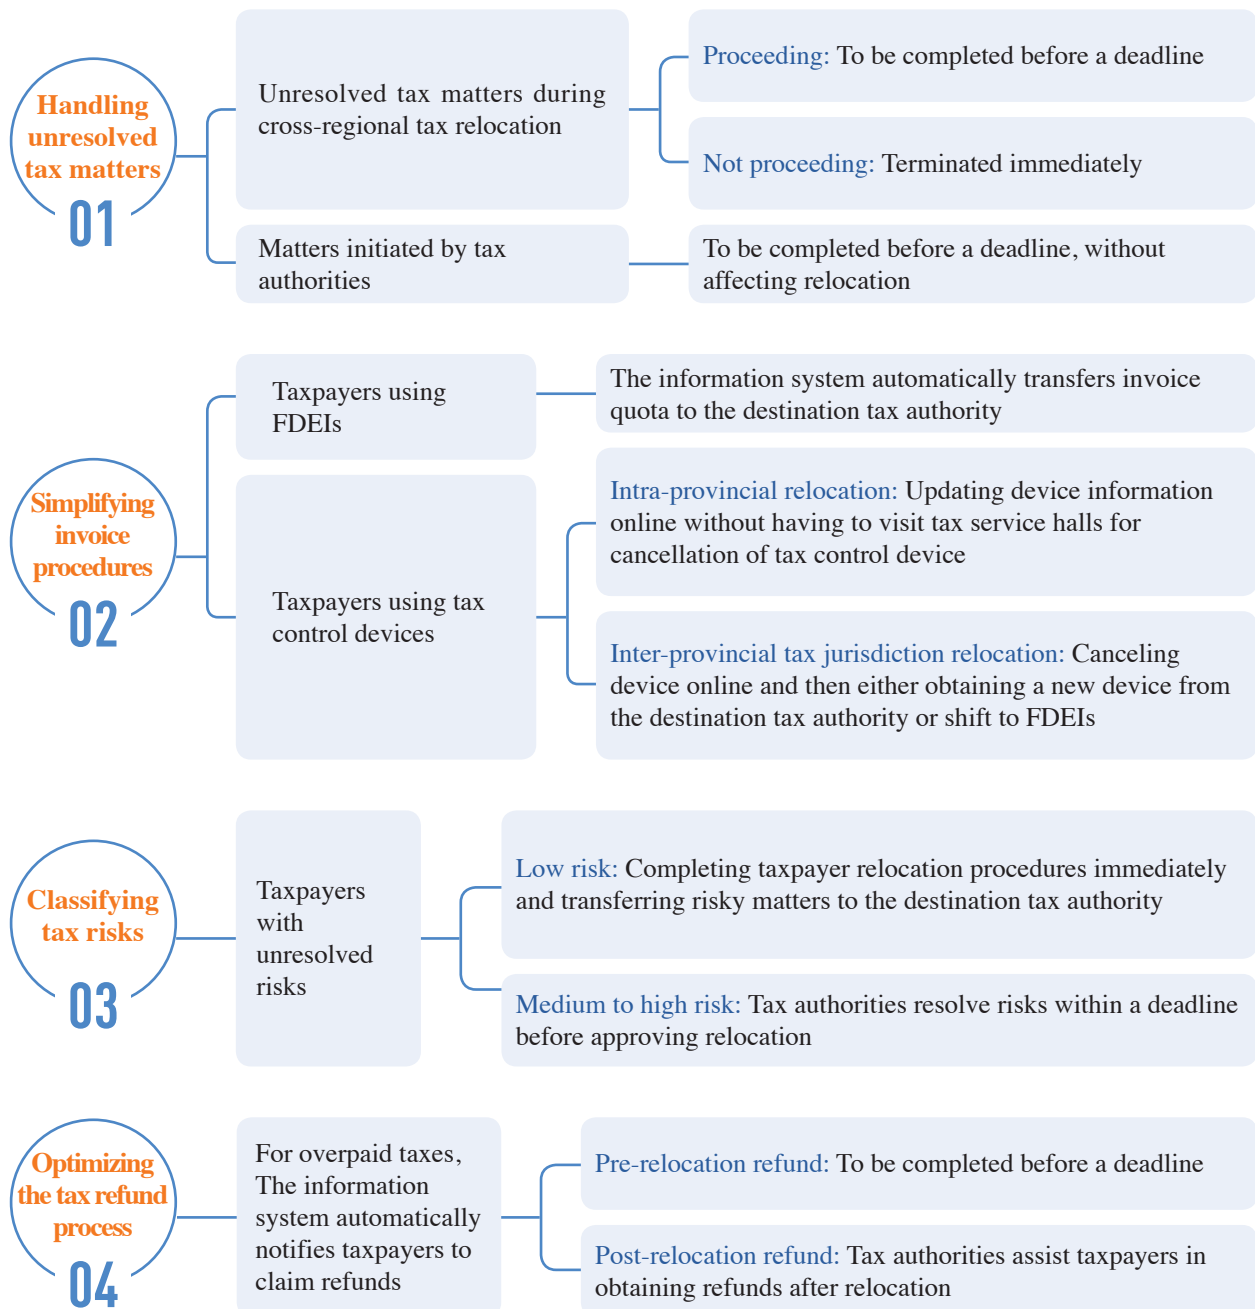 Handling
unresolved
tax matters
01
Unresolved tax matters during
cross-regional tax relocation
Proceeding: To be completed before a deadline
Not proceeding: Terminated immediately
Matters initiated by tax
authorities
To be completed before a deadline, without
affecting relocation
Simplifying
invoice
procedures
02
Taxpayers using
FDEIs
The information system automatically transfers invoice
quota to the destination tax authority
Taxpayers using tax
control devices
Intra-provincial relocation: Updating device information
online without having to visit tax service halls for
cancellation of tax control device
Inter-provincial tax jurisdiction relocation: Canceling
device online and then either obtaining a new device from
the destination tax authority or shift to FDEIs
Classifying
tax risks
03
Taxpayers
with
unresolved
risks
Low risk: Completing taxpayer relocation procedures immediately
and transferring risky matters to the destination tax authority
Medium to high risk: Tax authorities resolve risks within a deadline
before approving relocation
Optimizing
the tax refund
process
04
For overpaid taxes,
The information
system automatically
notifies taxpayers to
claim refunds
Pre-relocation refund: To be completed before a deadline
Post-relocation refund: Tax authorities assist taxpayers in
obtaining refunds after relocation